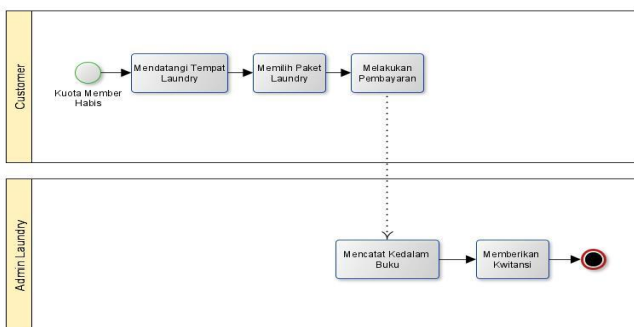 Customer
Kuota Member
Habis
Mendatangi Tempat
Laundry
Memilih Paket
Laundry
Melakukan
Pembayaran
Admin Laundry
Mencatat Kedalam
Buku
Memberikan
Kwitansi